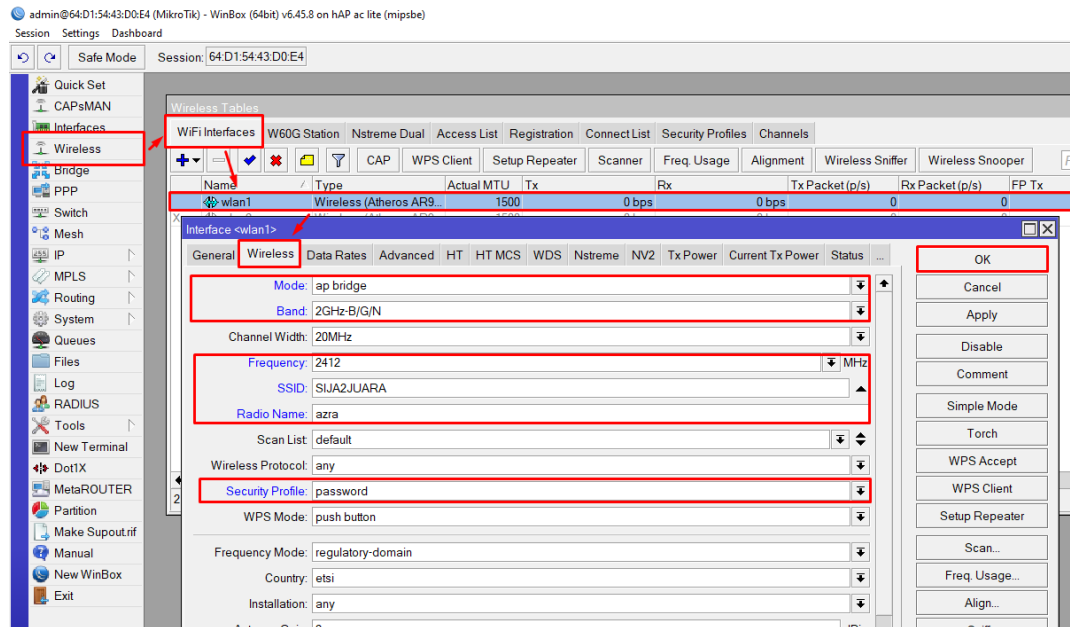 admin@64:D1:54:43:D0:E4 (MikroTik) - WinBox (64bit) v6.45.8 on hAP ac lite (mipsbe)
Session Settings Dashboard
Safe Mode Session: 64:D1:54:43:D0:E4
Quick Set
CAPsMAN
Interfaces
Wireless
Bridge
PPP
Switch
Mesh
IP
MPLS
Routing
System
Queues
Files
Log
RADIUS
Tools
New Terminal
Dot1X
MetaROUTER
Partition
Make Supout.rif
Manual
New WinBox
Exit
Wireless Tables
WiFi Interfaces W60G Station Nstreme Dual Access List Registration Connect List Security Profiles Channels
CAP WPS Client Setup Repeater Scanner Freq. Usage Alignment Wireless Sniffer Wireless Snooper
Name Type Actual MTU Tx Rx Tx Packet (p/s) Rx Packet (p/s) FP Tx
wlan1 Wireless (Atheros AR9... 1500 0 bps 0 bps 0 0
X
Interface <wlan1>
General Wireless Data Rates Advanced HT HT MCS WDS Nstreme NV2 Tx Power Current Tx Power Status ...
Mode: ap bridge
Band: 2GHz-B/G/N
Channel Width: 20MHz
Frequency: 2412 MHz
SSID: SIJA2JUARA
Radio Name: azra
Scan List: default
Wireless Protocol: any
Security Profile: password
WPS Mode: push button
Frequency Mode: regulatory-domain
Country: etsi
Installation: any
OK
Cancel
Apply
Disable
Comment
Simple Mode
Torch
WPS Accept
WPS Client
Setup Repeater
Scan...
Freq. Usage...
Align...
2